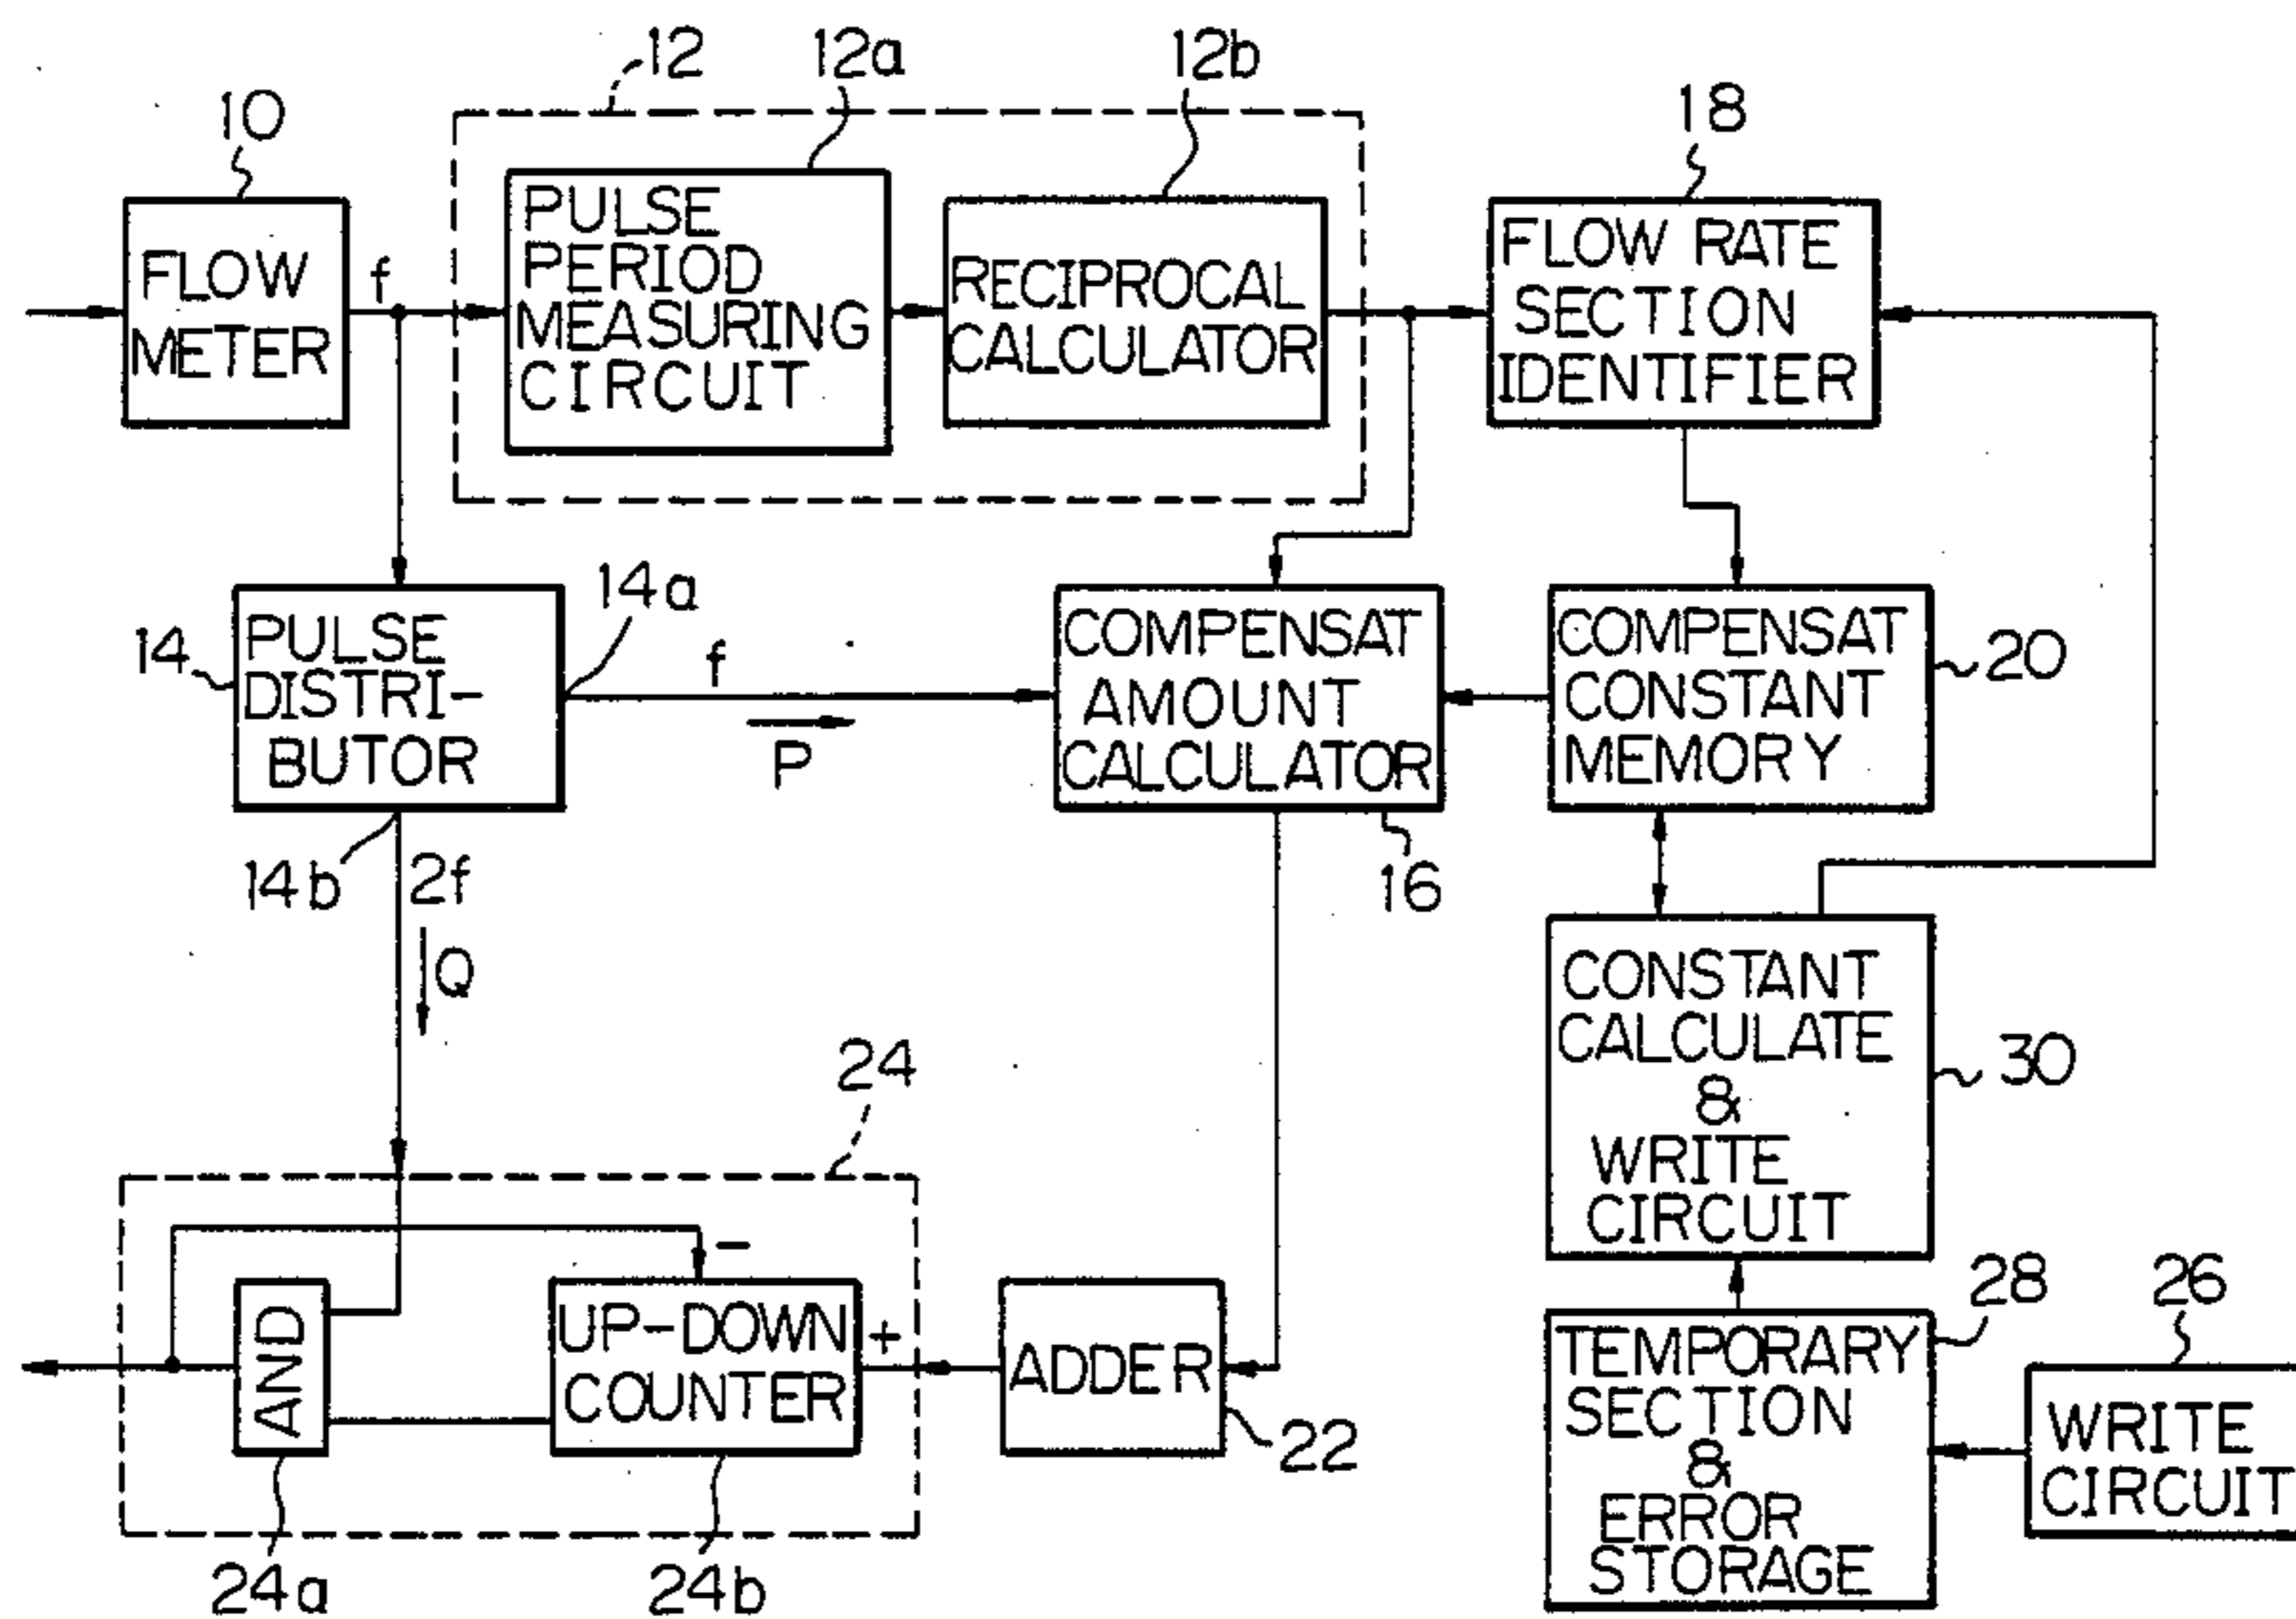 12
12a
12b
10
18
FLOW
METER
f
PULSE
PERIOD
MEASURING
CIRCUIT
RECIPROCAL
CALCULATOR
FLOW RATE
SECTION
IDENTIFIER
14
PULSE
DISTRI-
BUTOR
14a
f
P
COMPENSAT
AMOUNT
CALCULATOR
COMPENSAT
CONSTANT
MEMORY
20
14b
2f
16
Q
CONSTANT
CALCULATE
&
WRITE
CIRCUIT
30
24
-
AND
UP-DOWN
COUNTER
+
ADDER
22
28
26
TEMPORARY
SECTION
&
ERROR
STORAGE
WRITE
CIRCUIT
24a
24b